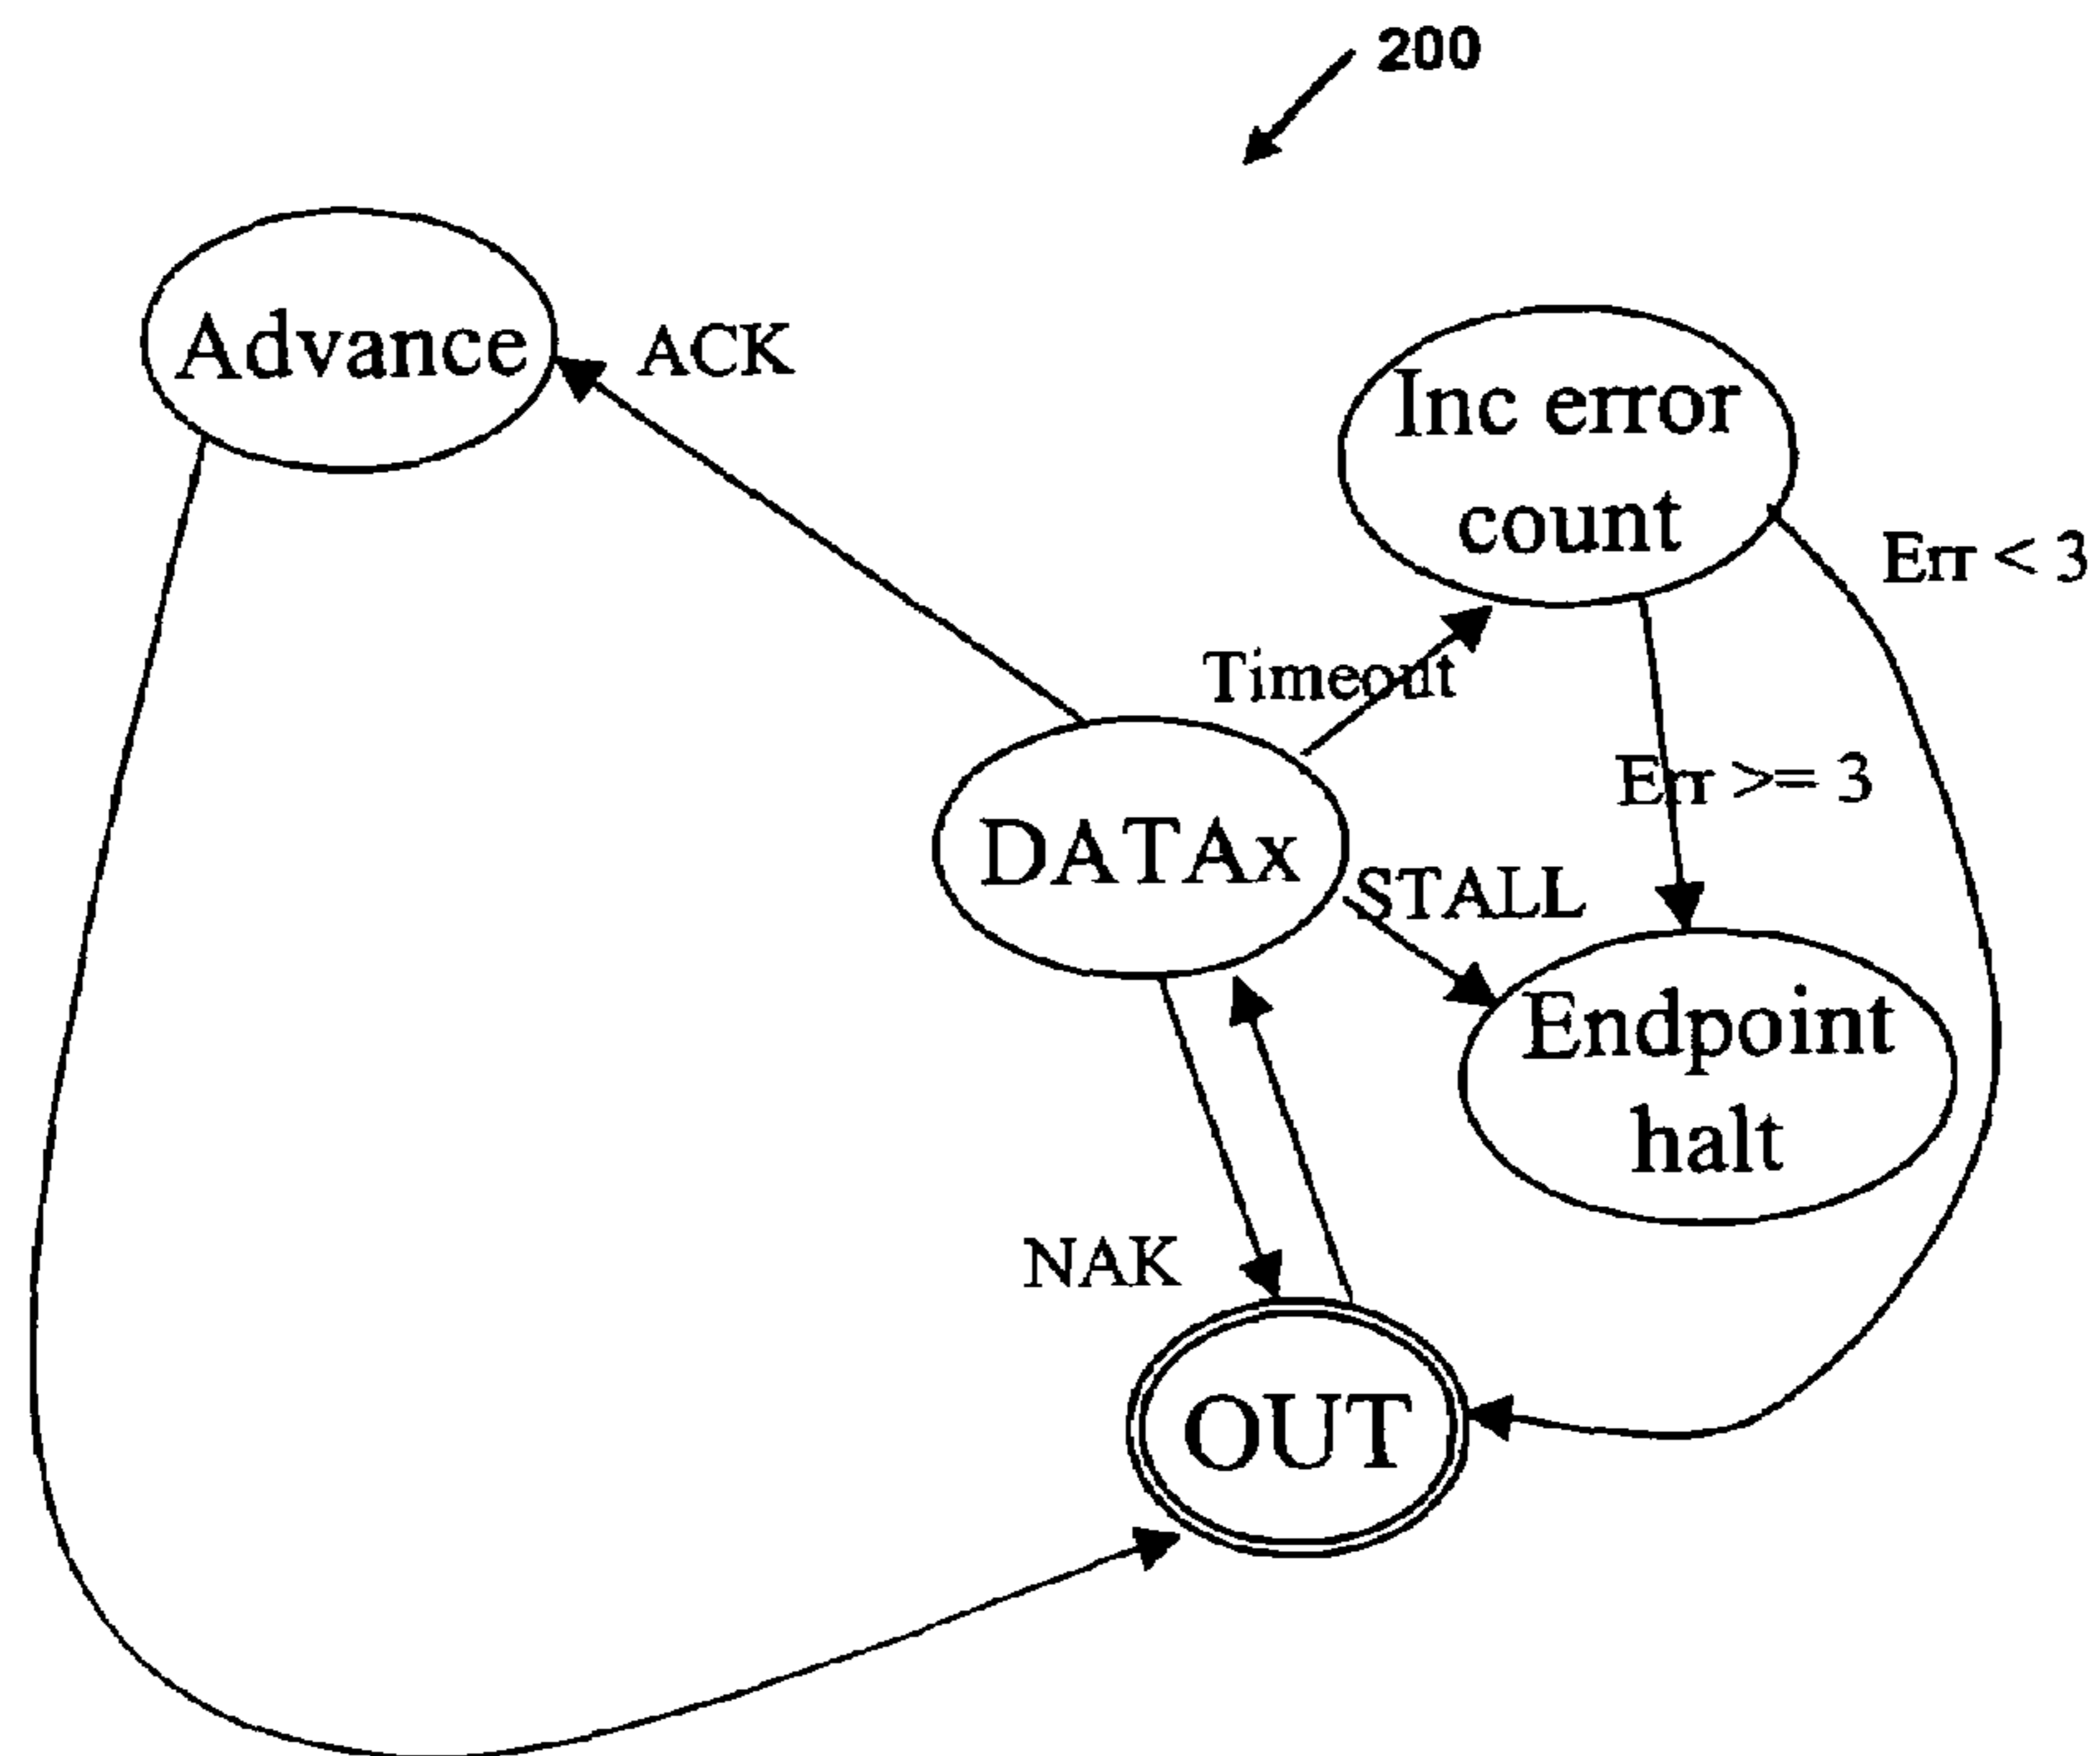 200
Advance
ACK
Inc error
count
Err < 3
Timeout
Err >= 3
DATAx
STALL
Endpoint
halt
NAK
OUT